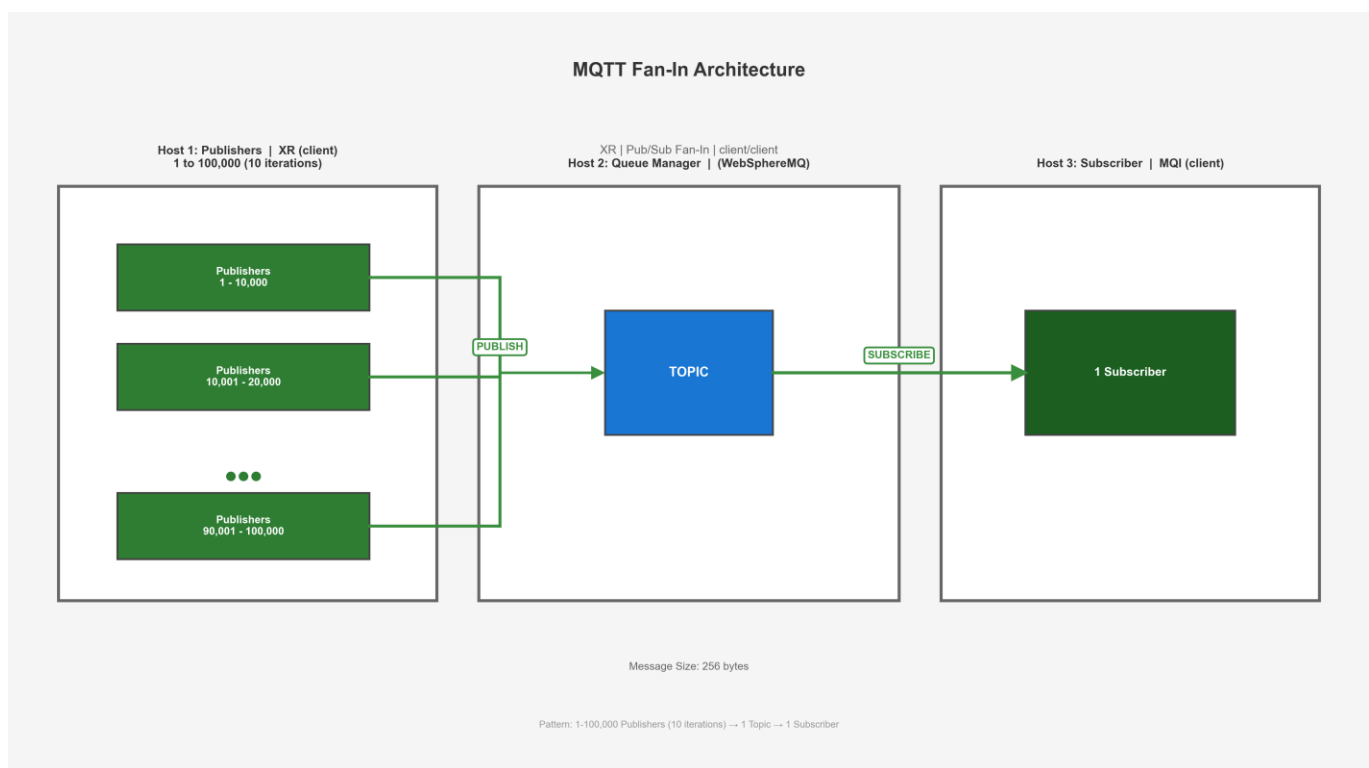 MQTT Fan-In Architecture
Host 1: Publishers | XR (client)
1 to 100,000 (10 iterations)
XR | Pub/Sub Fan-In | client/client
Host 2: Queue Manager | (WebSphereMQ)
Host 3: Subscriber | MQI (client)
Publishers
1 - 10,000
Publishers
10,001 - 20,000
Publishers
90,001 - 100,000
PUBLISH
TOPIC
SUBSCRIBE
1 Subscriber
Message Size: 256 bytes
Pattern: 1-100,000 Publishers (10 iterations) → 1 Topic → 1 Subscriber